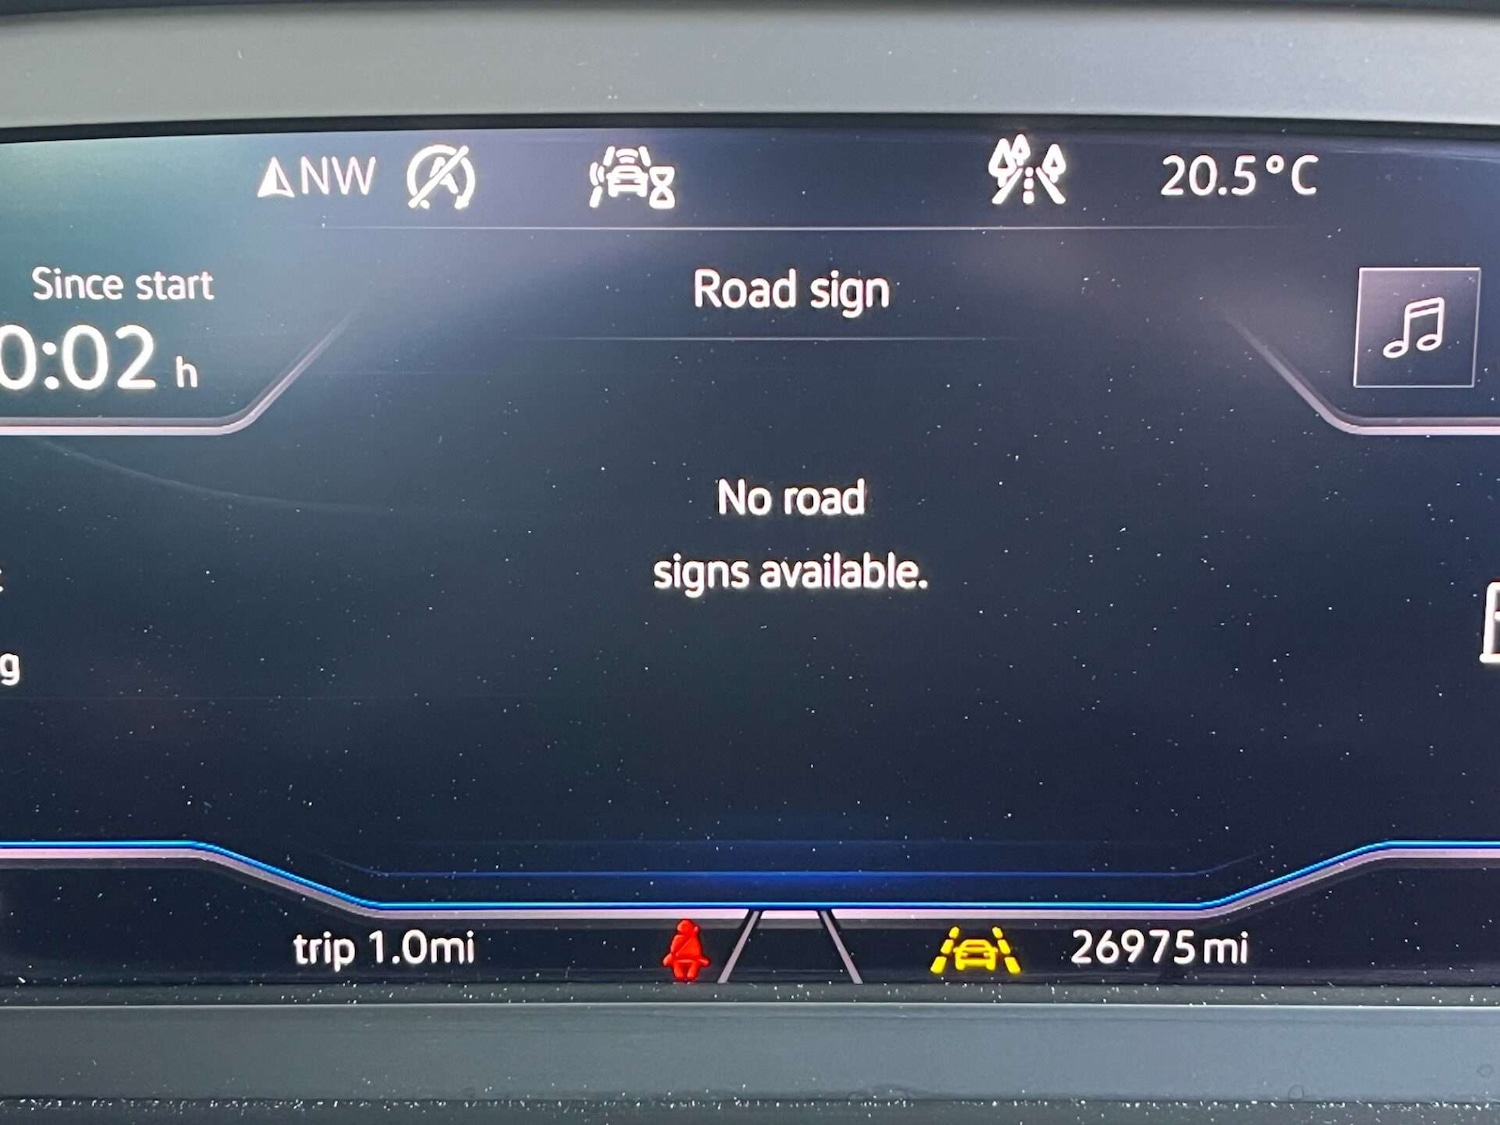 NW
20.5°C
Since start
0:02 h
Road sign
No road
signs available.
g
trip 1.0mi
26975mi